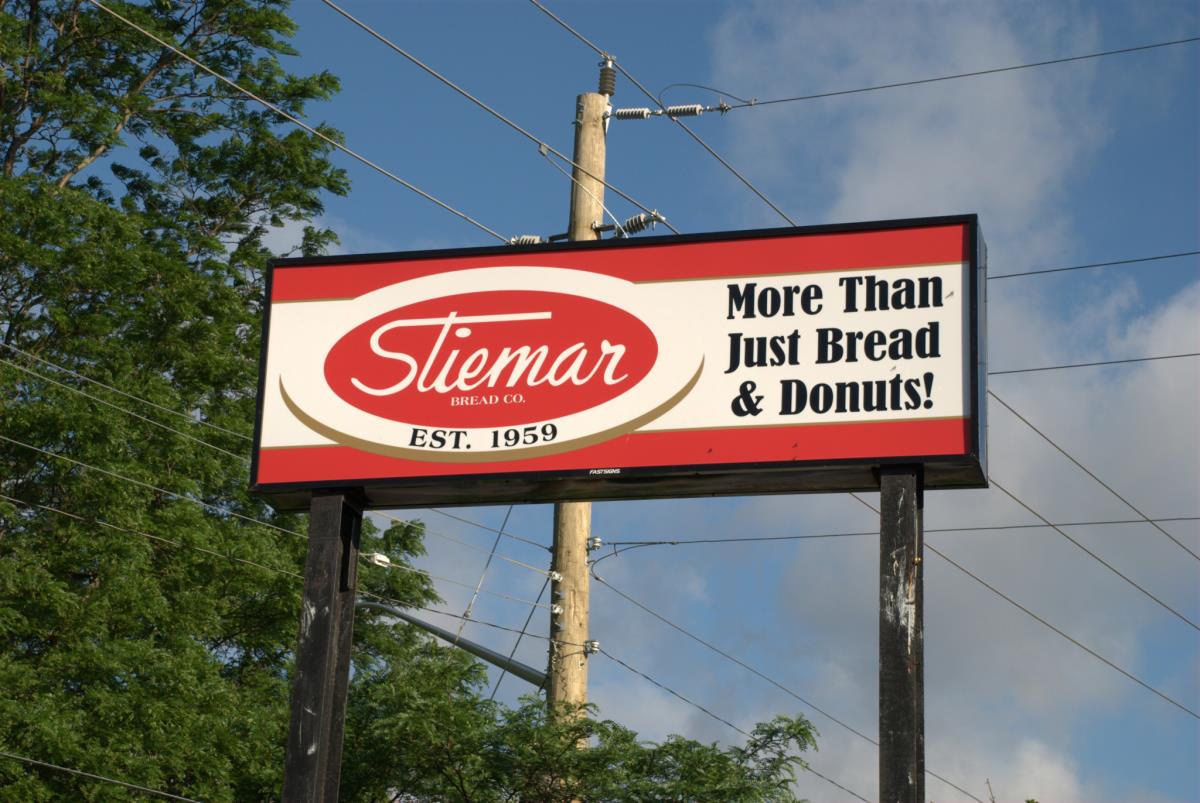 Stiemar
BREAD CO.
EST. 1959
More Than
Just Bread
& Donuts!
FASTSIGNS